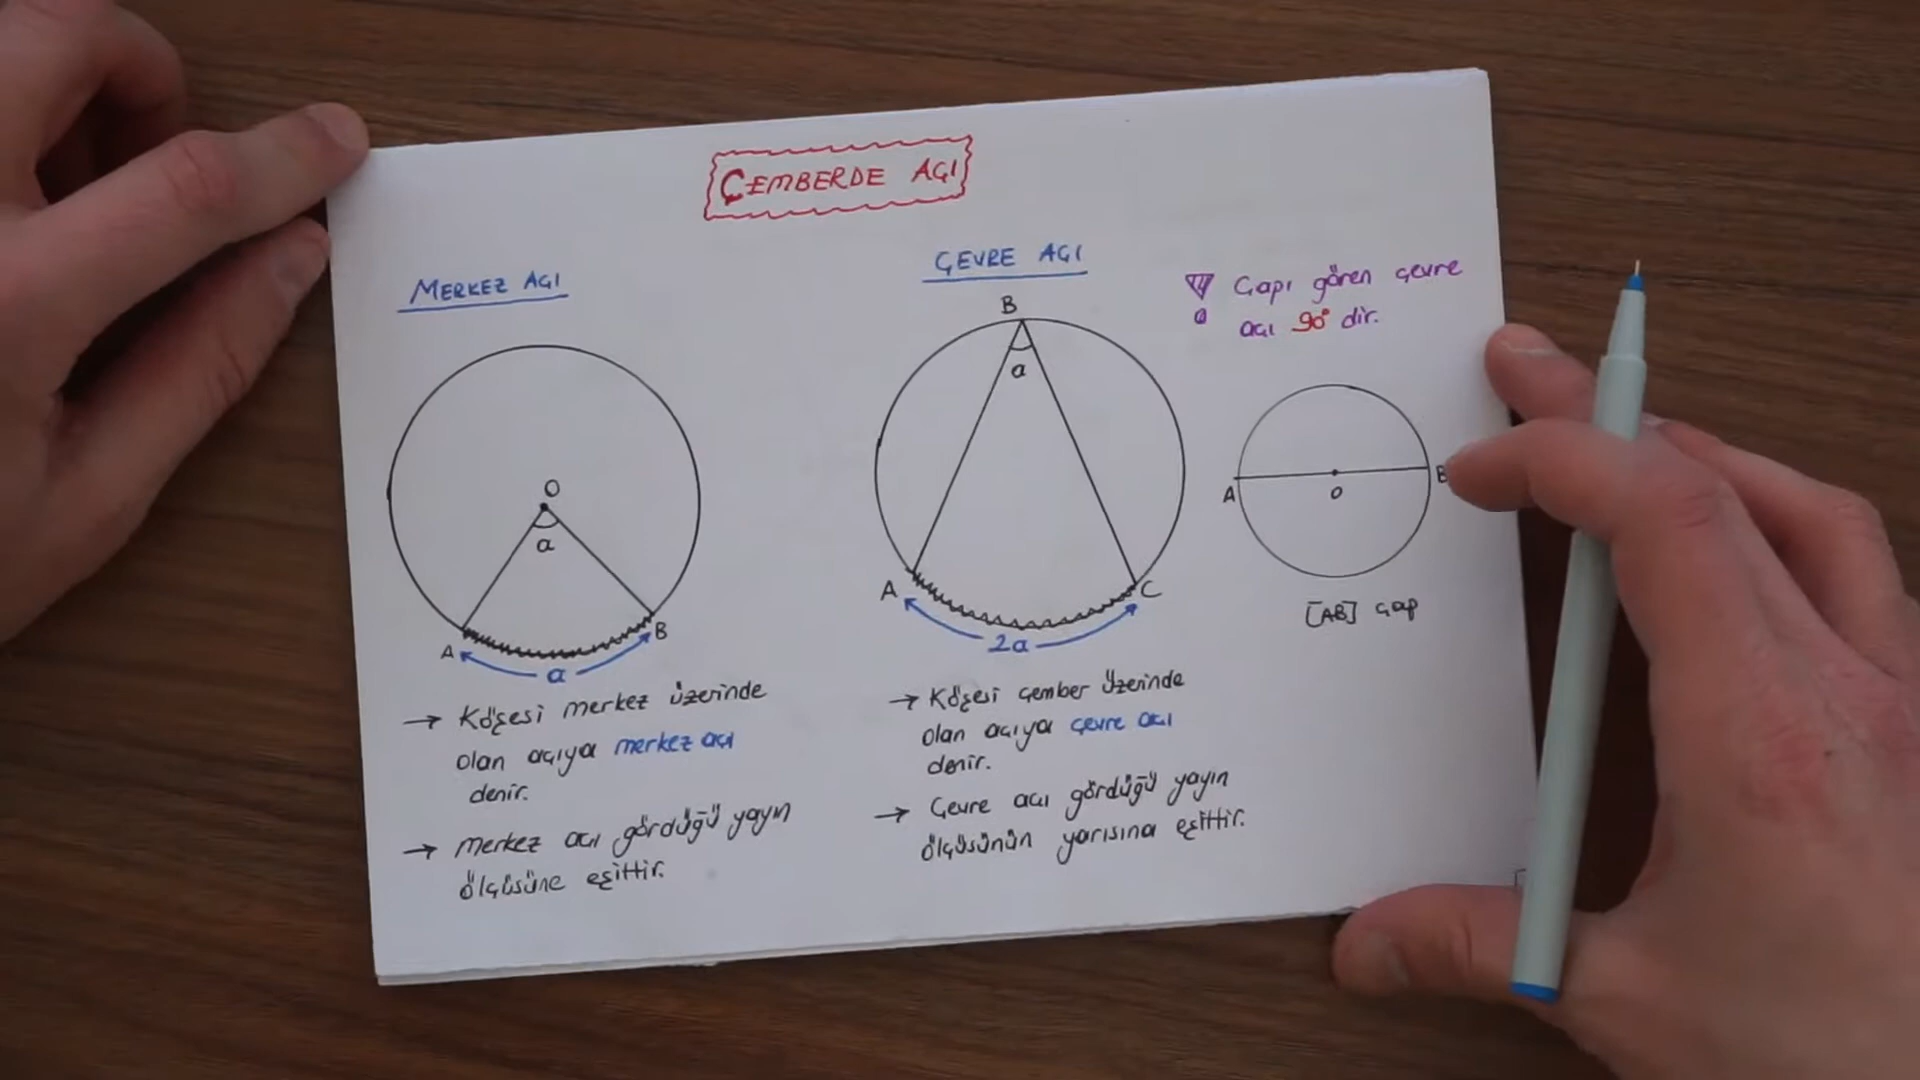 ÇEMBERDE AÇI
MERKEZ AÇI
O
a
A
B
a
→ Köşesi merkez üzerinde
olan açıya merkez açı
denir.
→ Merkez açı gördüğü yayın
ölçüsüne eşittir.
ÇEVRE AÇI
B
a
A
C
2a
→ Köşesi çember üzerinde
olan açıya çevre açı
denir.
→ Çevre açı gördüğü yayın
ölçüsünün yarısına eşittir.
Çapı gören çevre
açı 90° dir.
A
O
B
[AB] çap